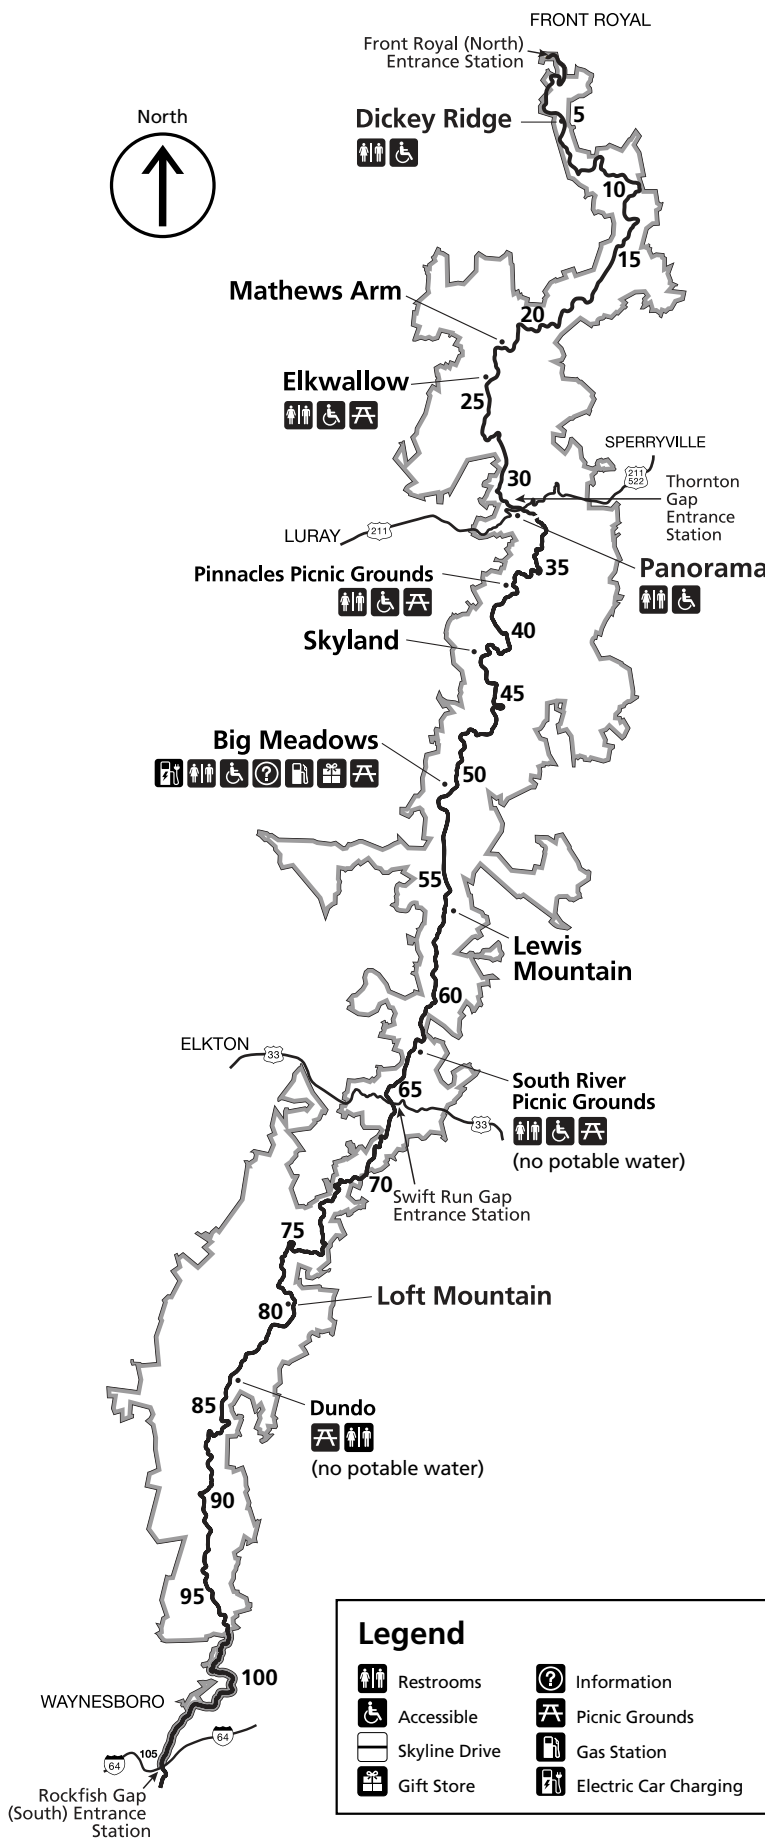 FRONT ROYAL
Front Royal (North)
Entrance Station
North
Dickey Ridge
5
10
15
Mathews Arm
20
Elkwallow
25
SPERRYVILLE
30
211
522
Thornton
Gap
Entrance
Station
LURAY
211
35
Panorama
Pinnacles Picnic Grounds
40
Skyland
45
Big Meadows
?
50
55
Lewis
Mountain
60
ELKTON
33
65
South River
Picnic Grounds
33
(no potable water)
70
Swift Run Gap
Entrance Station
75
80
Loft Mountain
85
Dundo
(no potable water)
90
95
100
WAYNESBORO
64
105
64
Rockfish Gap
(South) Entrance
Station
Legend
Restrooms
? Information
Accessible
Picnic Grounds
Skyline Drive
Gas Station
Gift Store
Electric Car Charging